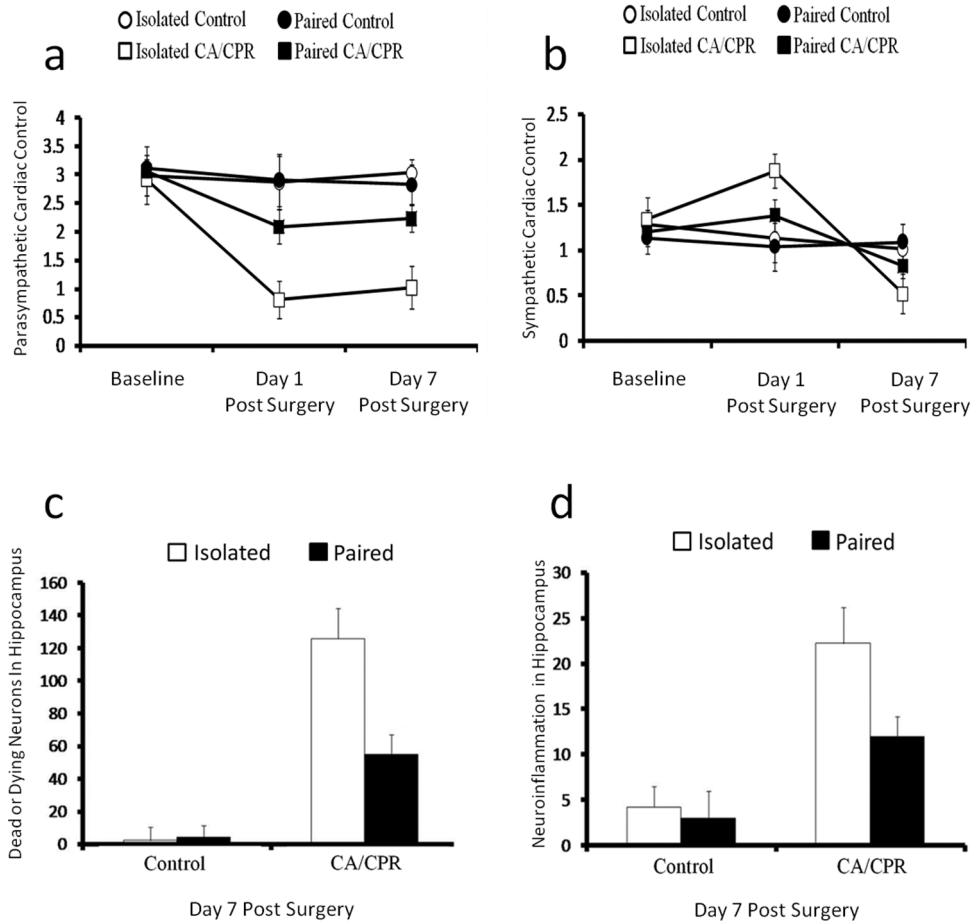 a
Isolated Control
Paired Control
Isolated CA/CPR
Paired CA/CPR
Parasympathetic Cardiac Control
4
3.5
3
2.5
2
1.5
1
0.5
0
Baseline
Day 1
Post Surgery
Day 7
Post Surgery
b
Isolated Control
Paired Control
Isolated CA/CPR
Paired CA/CPR
Sympathetic Cardiac Control
2.5
2
1.5
1
0.5
0
Baseline
Day 1
Post Surgery
Day 7
Post Surgery
c
Isolated
Paired
Dead or Dying Neurons In Hippocampus
160
140
120
100
80
60
40
20
0
Control
CA/CPR
Day 7 Post Surgery
d
Isolated
Paired
Neuroinflammation in Hippocampus
30
25
20
15
10
5
0
Control
CA/CPR
Day 7 Post Surgery